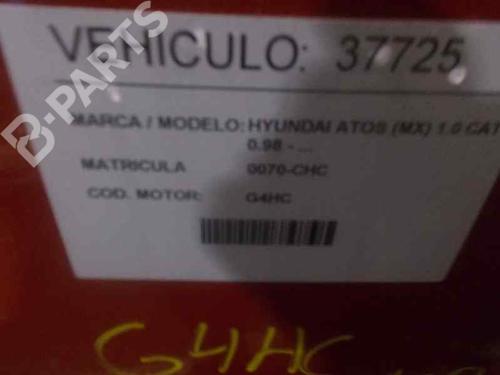 VEHICULO: 37725
MARCA / MODELO: HYUNDAI ATOS (MX) 1.0 CAT
0.98 - ...
MATRICULA 0070-CHC
COD. MOTOR: G4HC
G4HC
B-PARTS